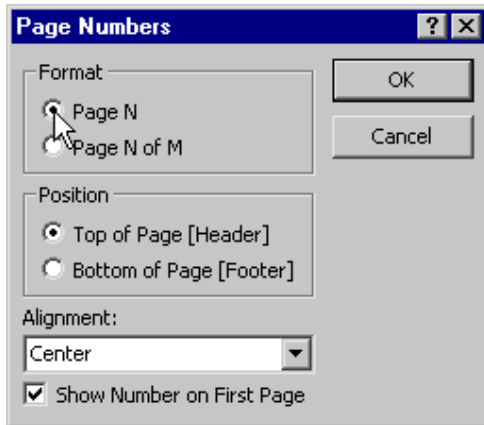 Page Numbers
Format
Page N
Page N of M
OK
Cancel
Position
Top of Page [Header]
Bottom of Page [Footer]
Alignment:
Center
Show Number on First Page